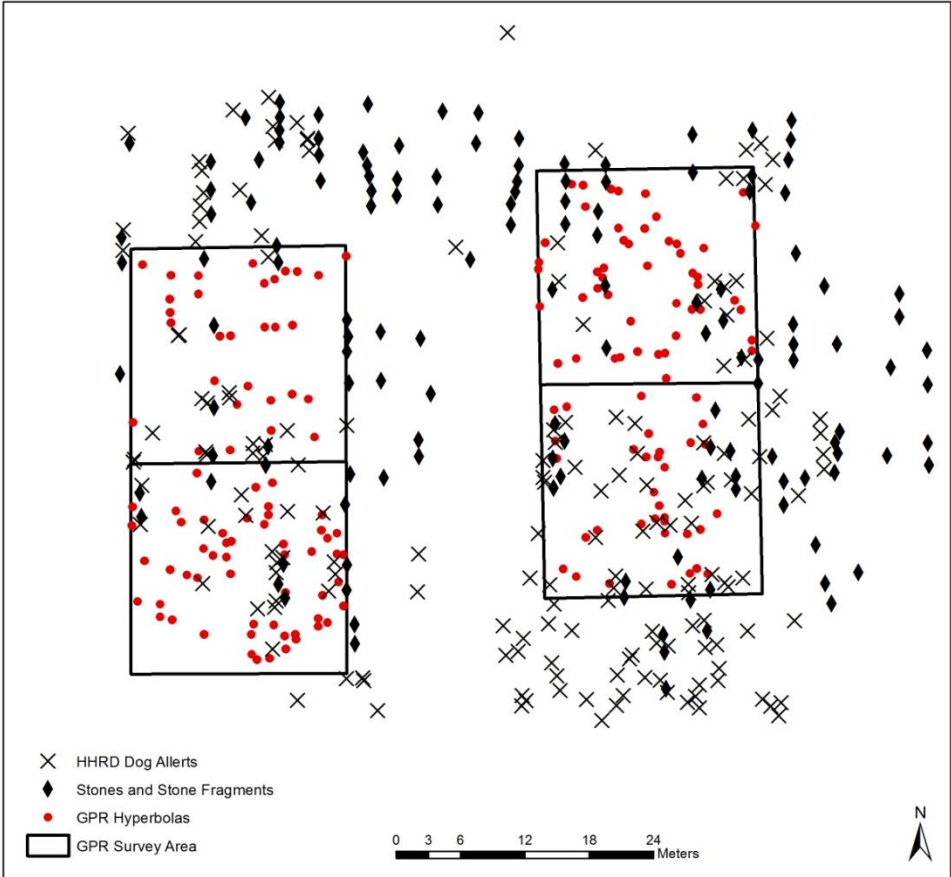 HHRD Dog Allerts
Stones and Stone Fragments
GPR Hyperbolas
GPR Survey Area
0 3 6 12 18 24
Meters
N